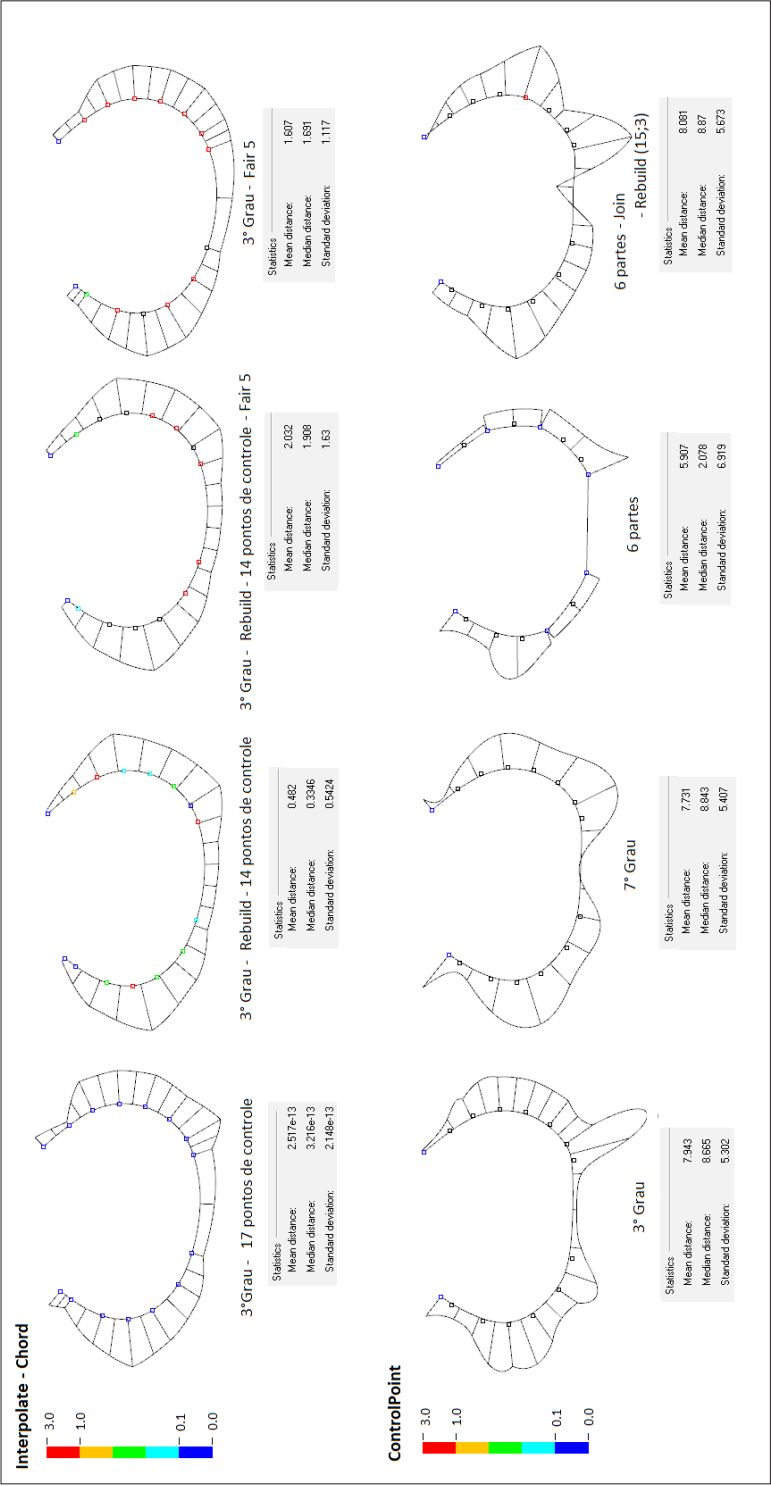 Interpolate - Chord
3.0
1.0
0.1
0.0
3°Grau - 17 pontos de controle
Statistics
Mean distance: 2.517e-13
Median distance: 3.216e-13
Standard deviation: 2.148e-13
3° Grau - Rebuild - 14 pontos de controle
Statistics
Mean distance: 0.482
Median distance: 0.3346
Standard deviation: 0.5424
3° Grau - Rebuild - 14 pontos de controle - Fair 5
Statistics
Mean distance: 2.032
Median distance: 1.908
Standard deviation: 1.63
3° Grau - Fair 5
Statistics
Mean distance: 1.607
Median distance: 1.691
Standard deviation: 1.117
ControlPoint
3.0
1.0
0.1
0.0
3° Grau
Statistics
Mean distance: 7.943
Median distance: 8.665
Standard deviation: 5.302
7° Grau
Statistics
Mean distance: 7.731
Median distance: 8.843
Standard deviation: 5.407
6 partes
Statistics
Mean distance: 5.907
Median distance: 2.078
Standard deviation: 6.919
6 partes - Join
- Rebuild (15;3)
Statistics
Mean distance: 8.081
Median distance: 8.87
Standard deviation: 5.673